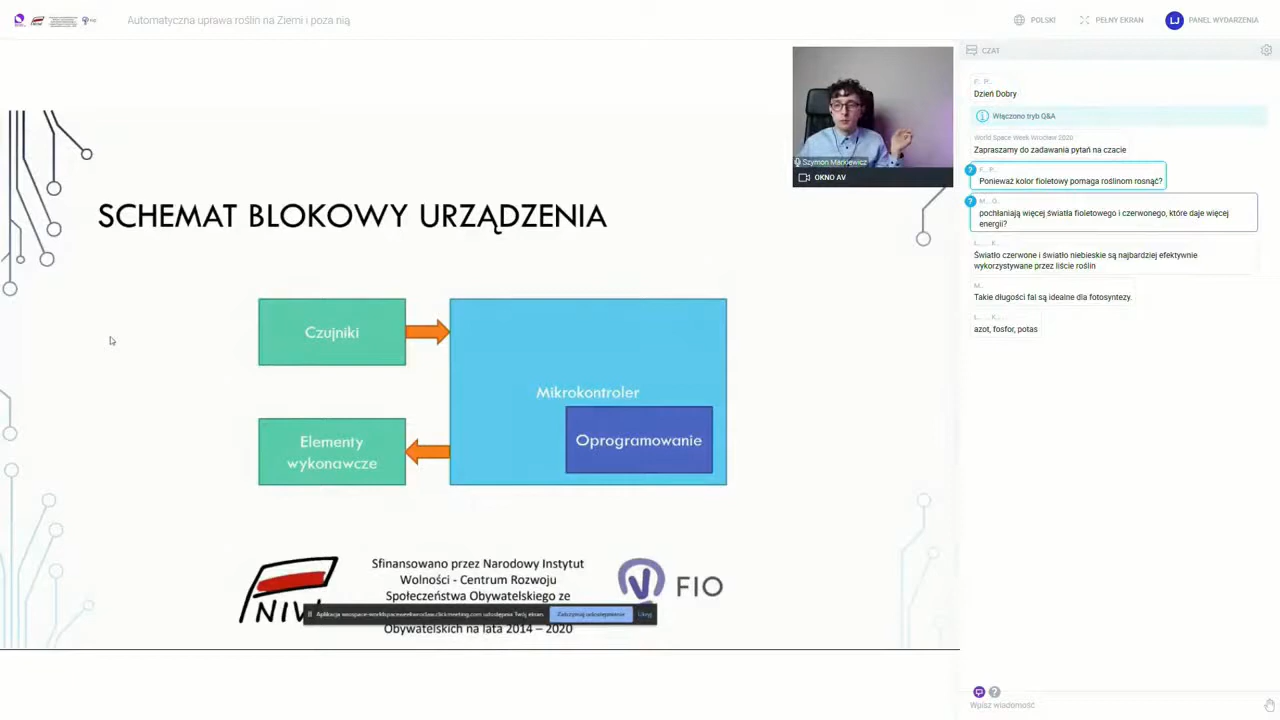 Automatyczna uprawa roślin na Ziemi i poza nią
POLSKI
PEŁNY EKRAN
PANEL WYDARZENIA
SCHEMAT BLOKOWY URZĄDZENIA
Czujniki
Mikrokontroler
Oprogramowanie
Elementy
wykonawcze
NIW
Sfinansowano przez Narodowy Instytut
Wolności - Centrum Rozwoju
Społeczeństwa Obywatelskiego ze
Obywatelskich na lata 2014 – 2020
FIO
Zatrzymaj udostępnianie
Ukryj
Szymon Markiewicz
OKNO AV
CZAT
F... P...
Dzień Dobry
Włączono tryb Q&A
World Space Week Wrocław 2020
Zapraszamy do zadawania pytań na czacie
F... P...
Ponieważ kolor fioletowy pomaga roślinom rosnąć?
M... O...
pochłaniają więcej światła fioletowego i czerwonego, które daje więcej
energii?
L... ... K...
Światło czerwone i światło niebieskie są najbardziej efektywnie
wykorzystywane przez liście roślin
M...
Takie długości fal są idealne dla fotosyntezy.
L... ... K...
azot, fosfor, potas
Wpisz wiadomość